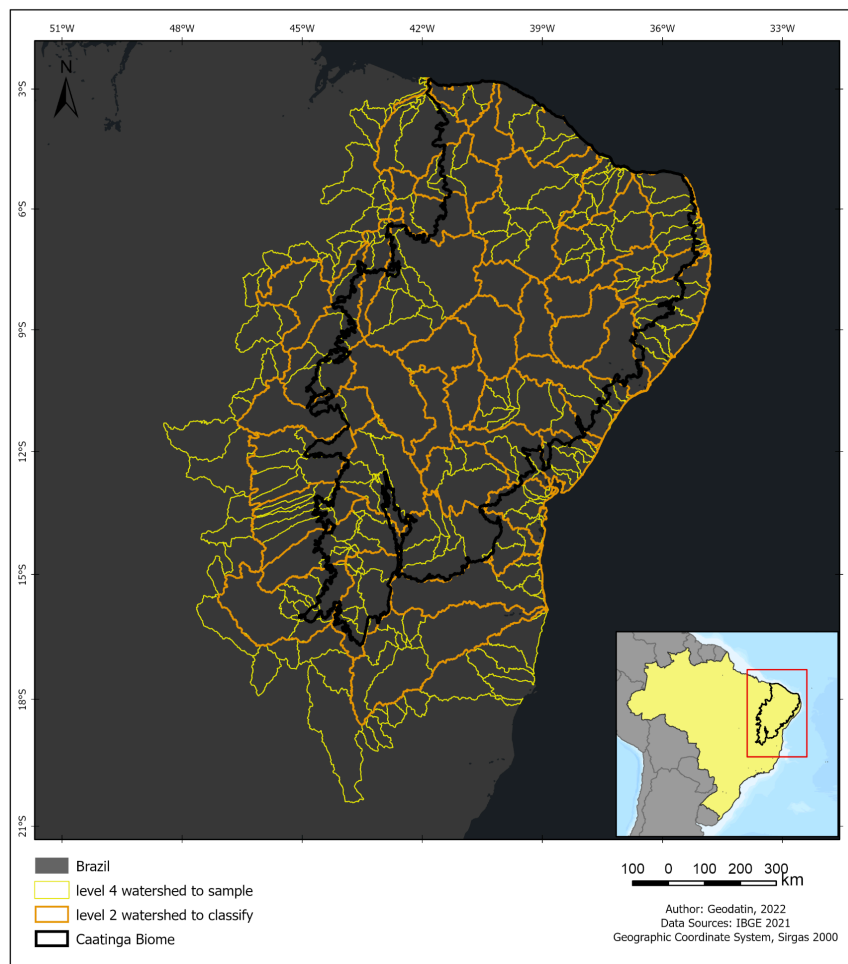 51°W 48°W 45°W 42°W 39°W 36°W 33°W
N
3°S
6°S
9°S
12°S
15°S
18°S
21°S
Brazil
level 4 watershed to sample
level 2 watershed to classify
Caatinga Biome
100 0 100 200 300
km
Author: Geodatin, 2022
Data Sources: IBGE 2021
Geographic Coordinate System, Sirgas 2000